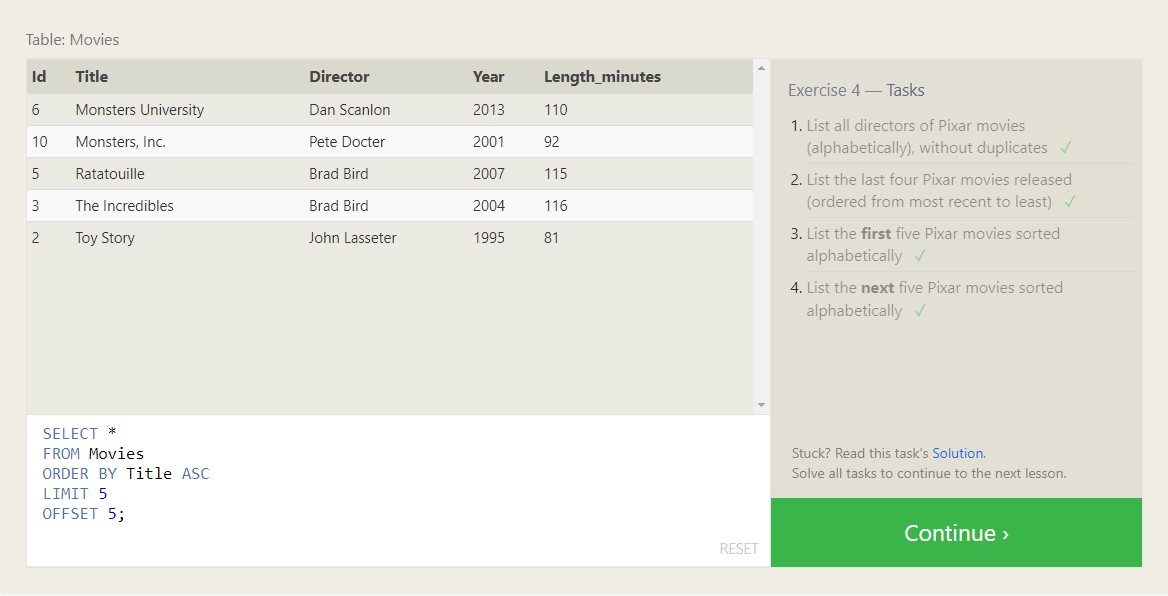 Table: Movies
Id Title Director Year Length_minutes
6 Monsters University Dan Scanlon 2013 110
10 Monsters, Inc. Pete Docter 2001 92
5 Ratatouille Brad Bird 2007 115
3 The Incredibles Brad Bird 2004 116
2 Toy Story John Lasseter 1995 81
SELECT *
FROM Movies
ORDER BY Title ASC
LIMIT 5
OFFSET 5;
RESET
Exercise 4 — Tasks
1. List all directors of Pixar movies
(alphabetically), without duplicates ✓
2. List the last four Pixar movies released
(ordered from most recent to least) ✓
3. List the first five Pixar movies sorted
alphabetically ✓
4. List the next five Pixar movies sorted
alphabetically ✓
Stuck? Read this task's Solution.
Solve all tasks to continue to the next lesson.
Continue ›